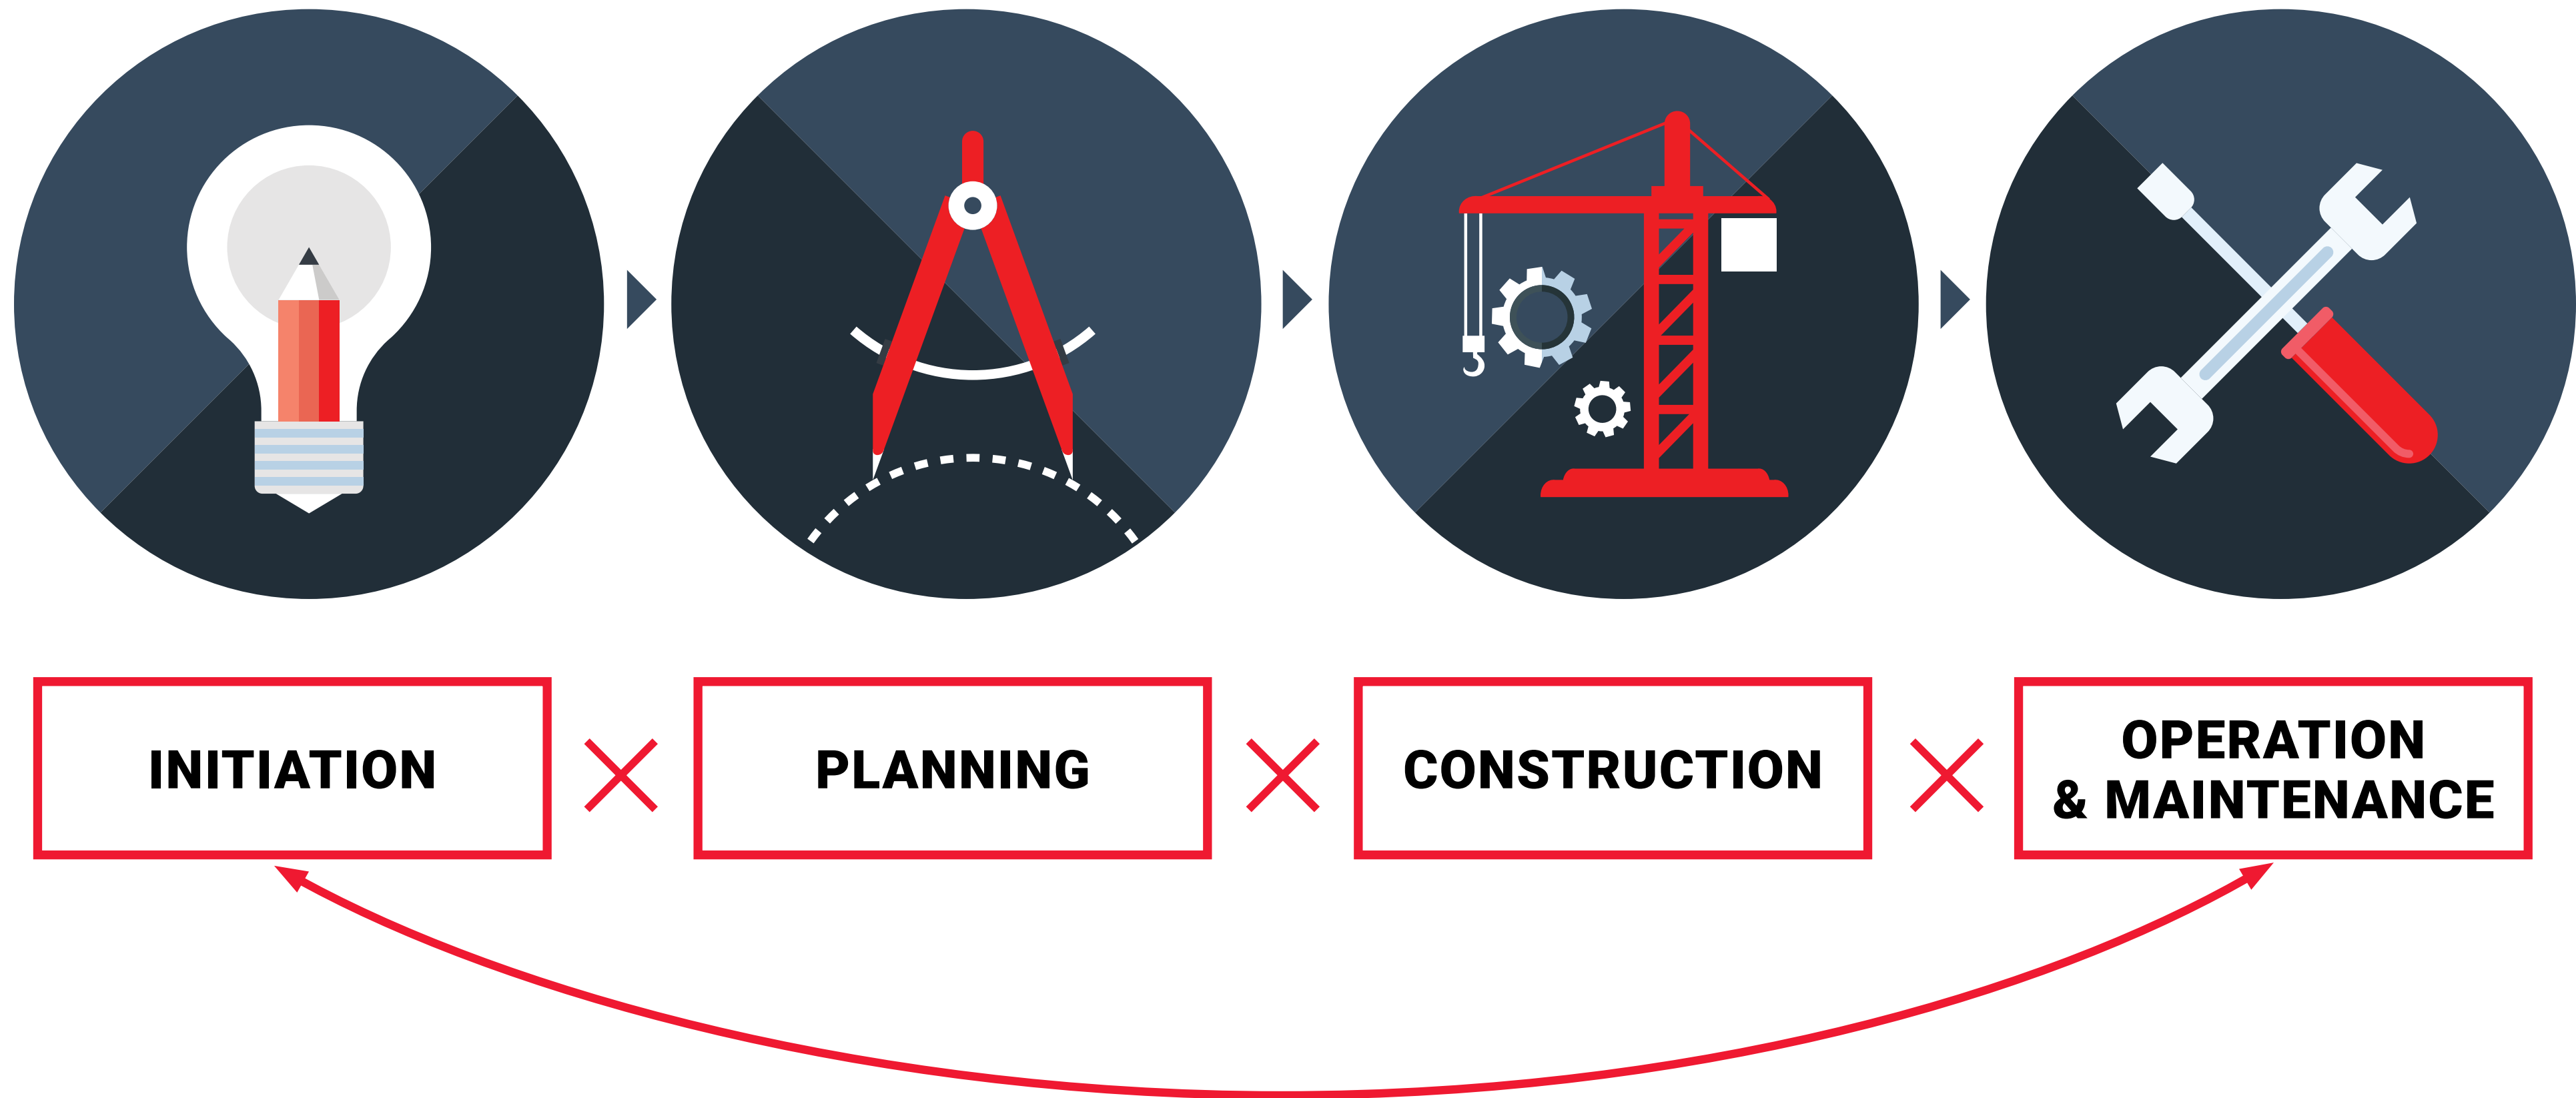 INITIATION
PLANNING
CONSTRUCTION
OPERATION
& MAINTENANCE